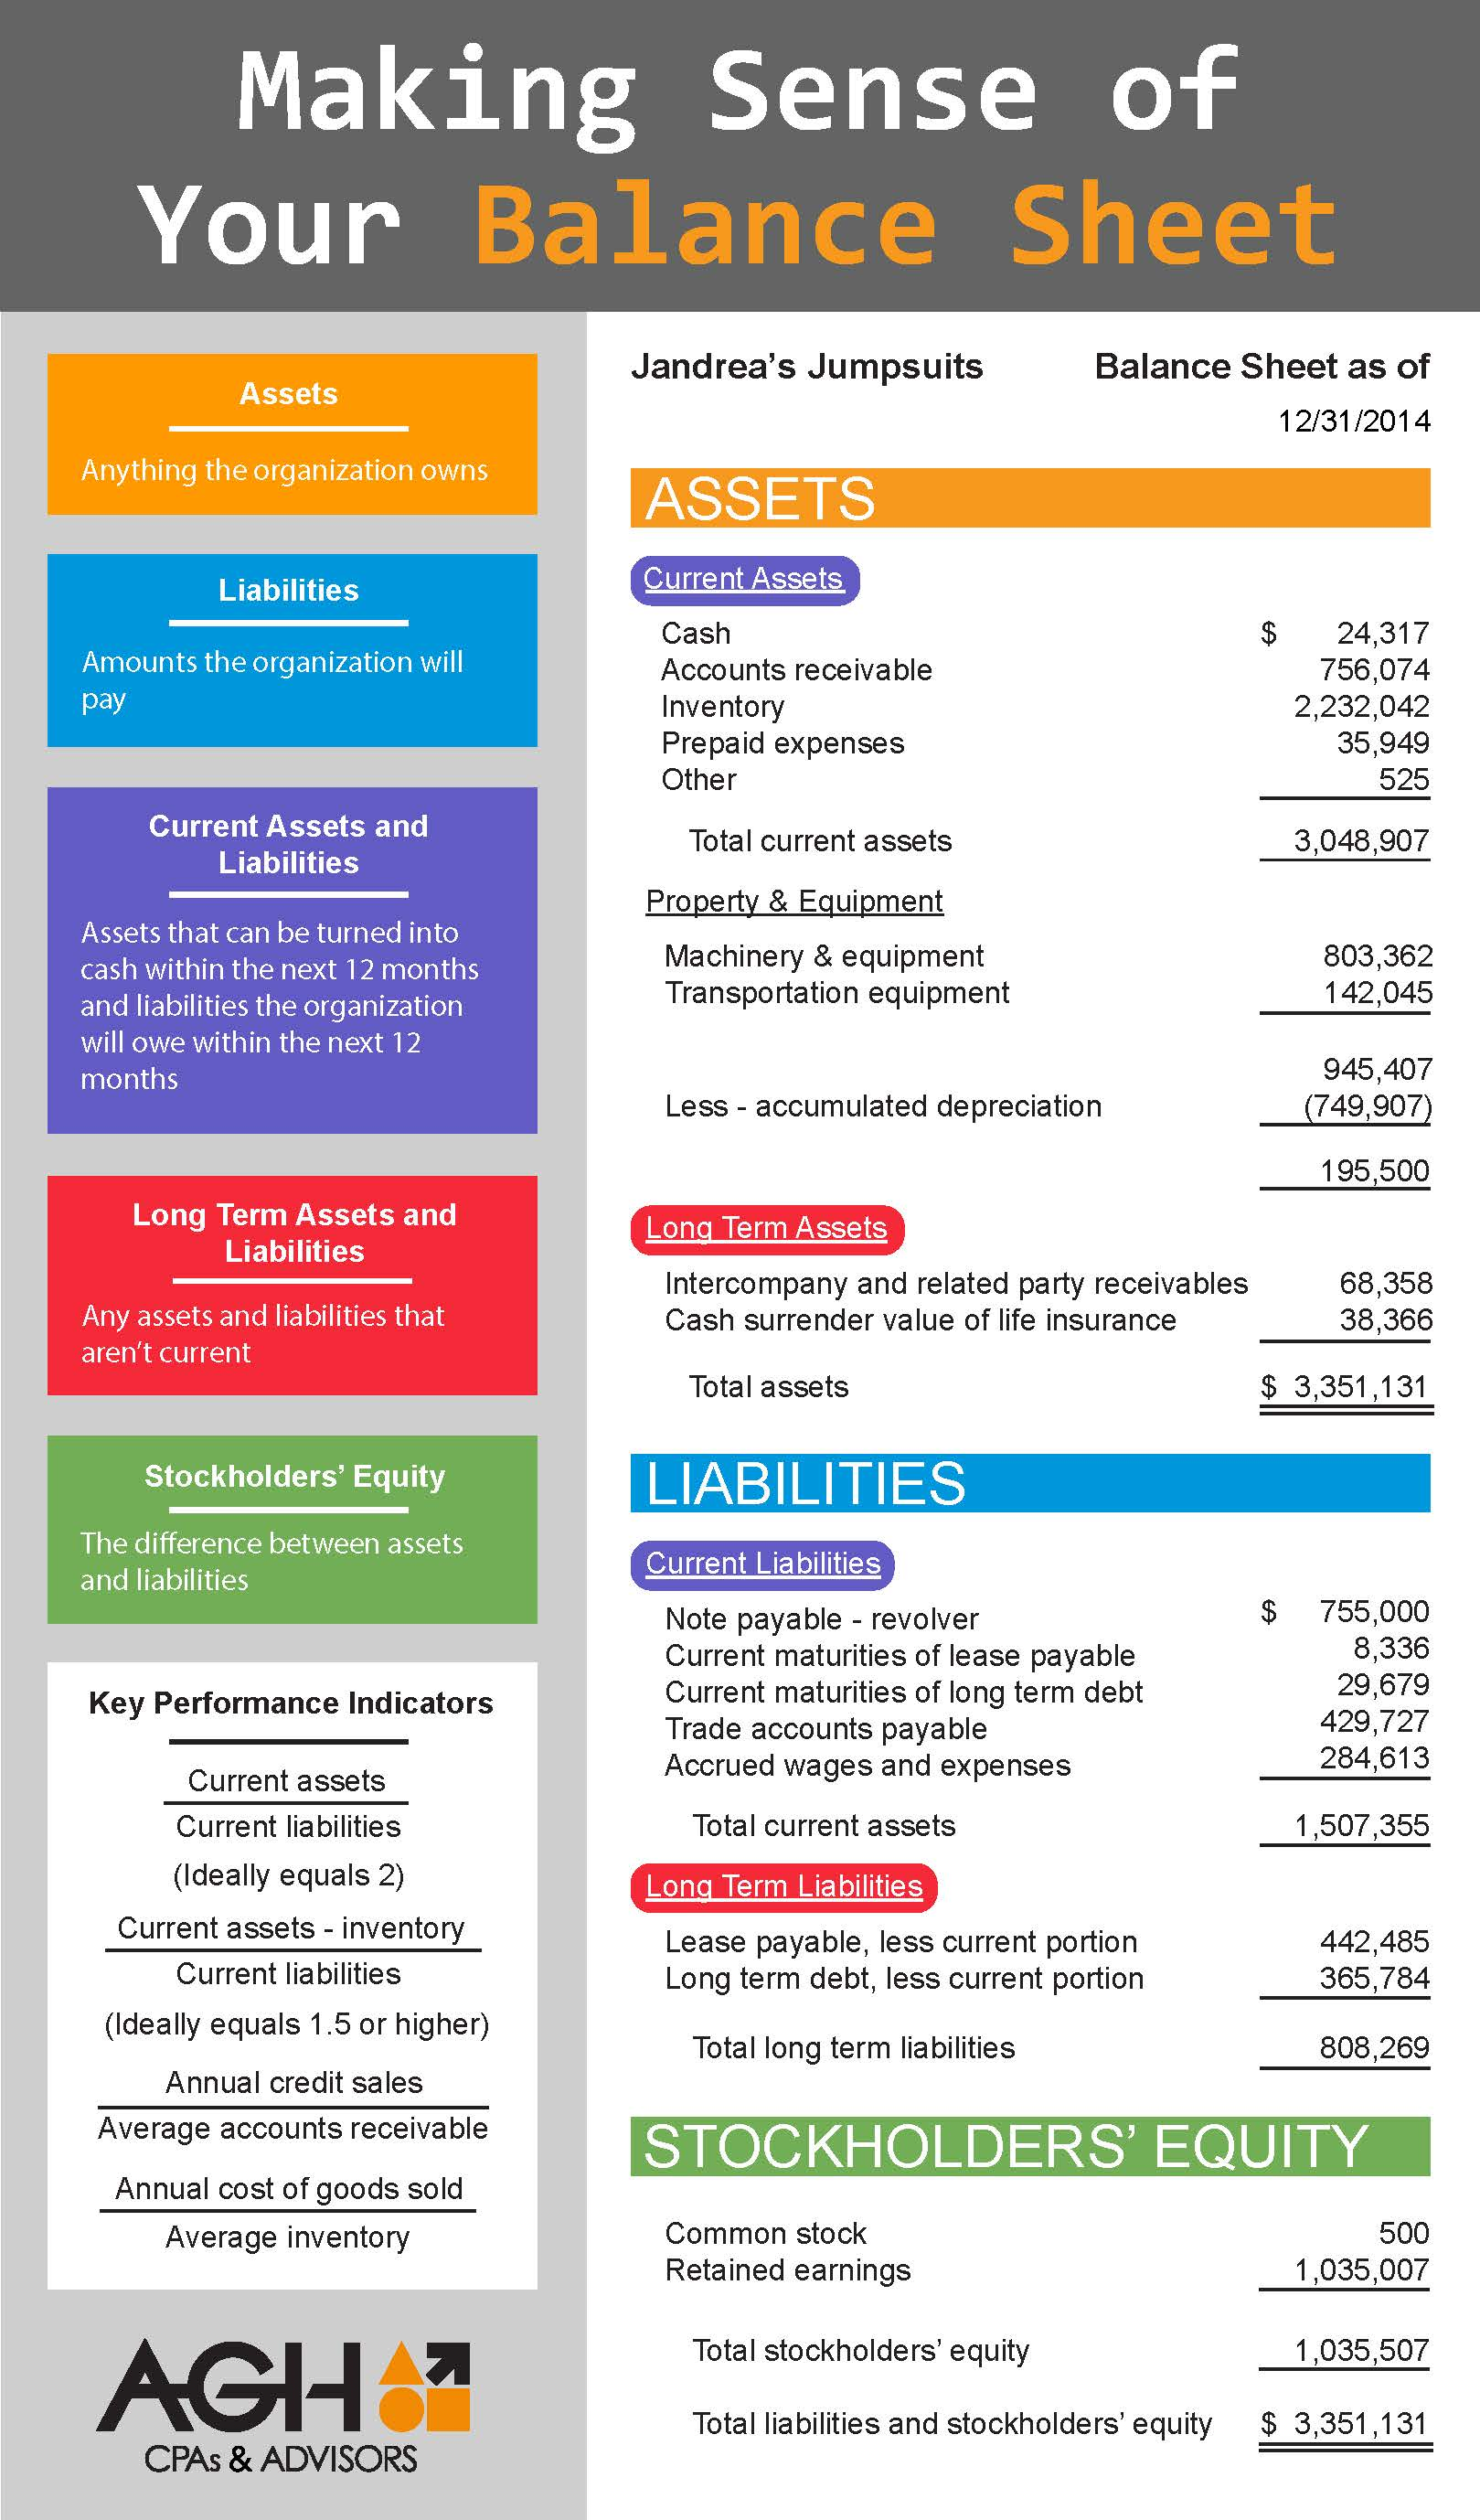 Making Sense of
Your Balance Sheet
Assets
Anything the organization owns
Liabilities
Amounts the organization will
pay
Current Assets and
Liabilities
Assets that can be turned into
cash within the next 12 months
and liabilities the organization
will owe within the next 12
months
Long Term Assets and
Liabilities
Any assets and liabilities that
aren’t current
Stockholders’ Equity
The difference between assets
and liabilities
Key Performance Indicators
Current assets
Current liabilities
(Ideally equals 2)
Current assets - inventory
Current liabilities
(Ideally equals 1.5 or higher)
Annual credit sales
Average accounts receivable
Annual cost of goods sold
Average inventory
AGH
CPAs & ADVISORS
Jandrea’s Jumpsuits Balance Sheet as of
12/31/2014
ASSETS
Current Assets
Cash $ 24,317
Accounts receivable 756,074
Inventory 2,232,042
Prepaid expenses 35,949
Other 525
Total current assets 3,048,907
Property & Equipment
Machinery & equipment 803,362
Transportation equipment 142,045
945,407
Less - accumulated depreciation (749,907)
195,500
Long Term Assets
Intercompany and related party receivables 68,358
Cash surrender value of life insurance 38,366
Total assets $ 3,351,131
LIABILITIES
Current Liabilities
Note payable - revolver $ 755,000
Current maturities of lease payable 8,336
Current maturities of long term debt 29,679
Trade accounts payable 429,727
Accrued wages and expenses 284,613
Total current assets 1,507,355
Long Term Liabilities
Lease payable, less current portion 442,485
Long term debt, less current portion 365,784
Total long term liabilities 808,269
STOCKHOLDERS’ EQUITY
Common stock 500
Retained earnings 1,035,007
Total stockholders’ equity 1,035,507
Total liabilities and stockholders’ equity $ 3,351,131